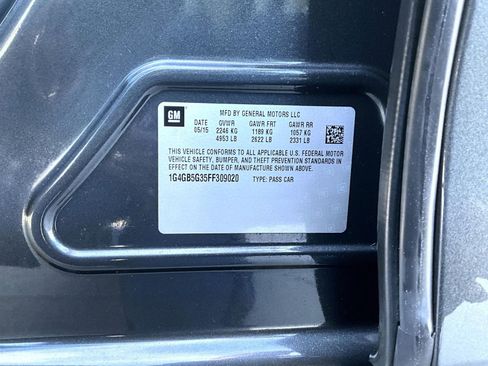 GM
MFD BY GENERAL MOTORS LLC
DATE GVWR GAWR FRT GAWR RR
05/15 2246 KG 1189 KG 1057 KG
4953 LB 2622 LB 2331 LB
THIS VEHICLE CONFORMS TO ALL APPLICABLE U.S. FEDERAL MOTOR
VEHICLE SAFETY, BUMPER, AND THEFT PREVENTION STANDARDS IN
EFFECT ON THE DATE OF MANUFACTURE SHOWN ABOVE.
1G4GB5G35FF309020 TYPE: PASS CAR